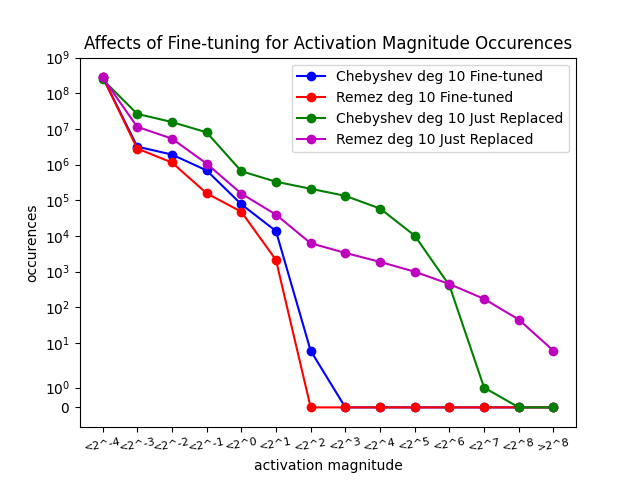 Affects of Fine-tuning for Activation Magnitude Occurences
Chebyshev deg 10 Fine-tuned
Remez deg 10 Fine-tuned
Chebyshev deg 10 Just Replaced
Remez deg 10 Just Replaced
10^9
10^8
10^7
10^6
10^5
10^4
10^3
10^2
10^1
10^0
0
occurences
<2^-4 <2^-3 <2^-2 <2^-1 <2^0 <2^1 <2^2 <2^3 <2^4 <2^5 <2^6 <2^7 <2^8 >2^8
activation magnitude